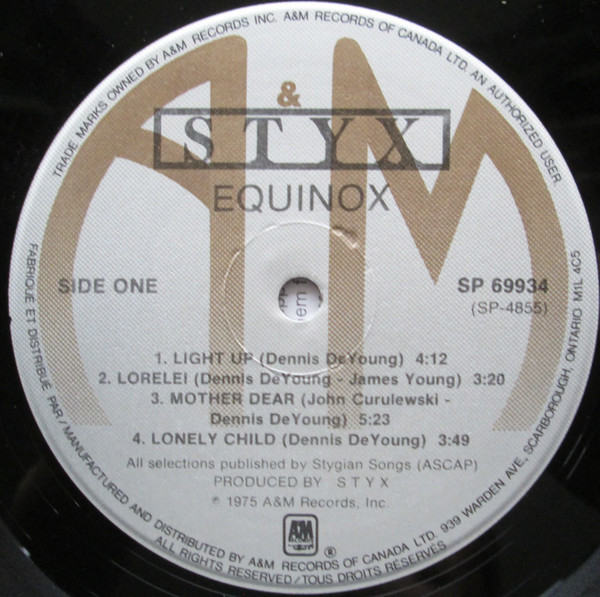 TRADE MARKS OWNED BY A&M RECORDS INC. A&M RECORDS OF CANADA LTD. AN AUTHORIZED USER
&
STYX
EQUINOX
SIDE ONE
SP 69934
(SP-4855)
1. LIGHT UP (Dennis DeYoung) 4:12
2. LORELEI (Dennis DeYoung - James Young) 3:20
3. MOTHER DEAR (John Curulewski -
Dennis DeYoung) 5:23
4. LONELY CHILD (Dennis DeYoung) 3:49
All selections published by Stygian Songs (ASCAP)
PRODUCED BY S T Y X
℗ 1975 A&M Records, Inc.
A&M
®
FABRIQUÉ ET DISTRIBUÉ PAR / MANUFACTURED AND DISTRIBUTED BY A&M RECORDS OF CANADA LTD. 939 WARDEN AVE, SCARBOROUGH, ONTARIO M1L 4C5
ALL RIGHTS RESERVED / TOUS DROITS RÉSERVÉS